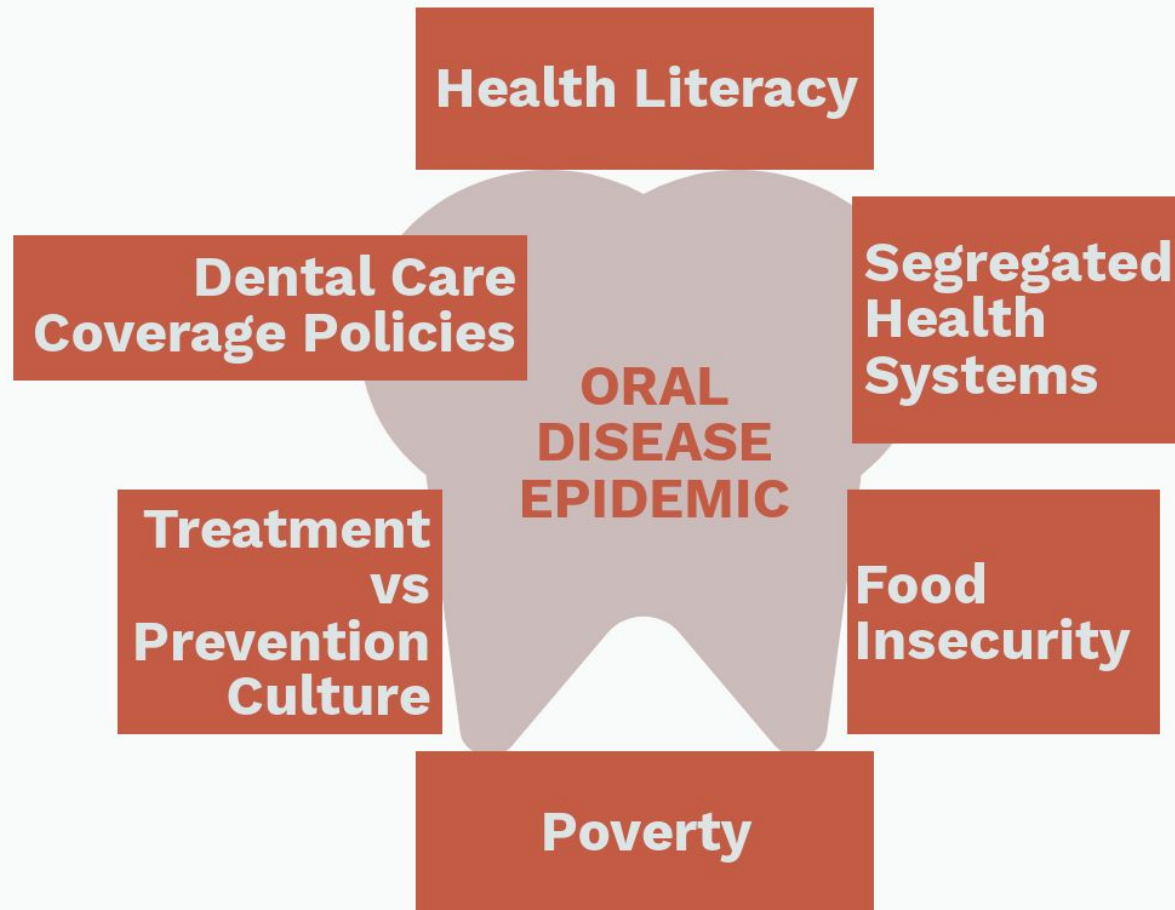 Health Literacy
Dental Care
Coverage Policies
Segregated
Health
Systems
ORAL
DISEASE
EPIDEMIC
Treatment
vs
Prevention
Culture
Food
Insecurity
Poverty